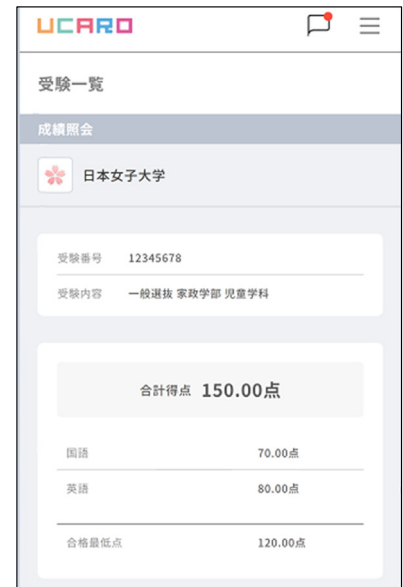 UCARO
受験一覧
成績照会
日本女子大学
受験番号 12345678
受験内容 一般選抜 家政学部 児童学科
合計得点 150.00点
国語 70.00点
英語 80.00点
合格最低点 120.00点